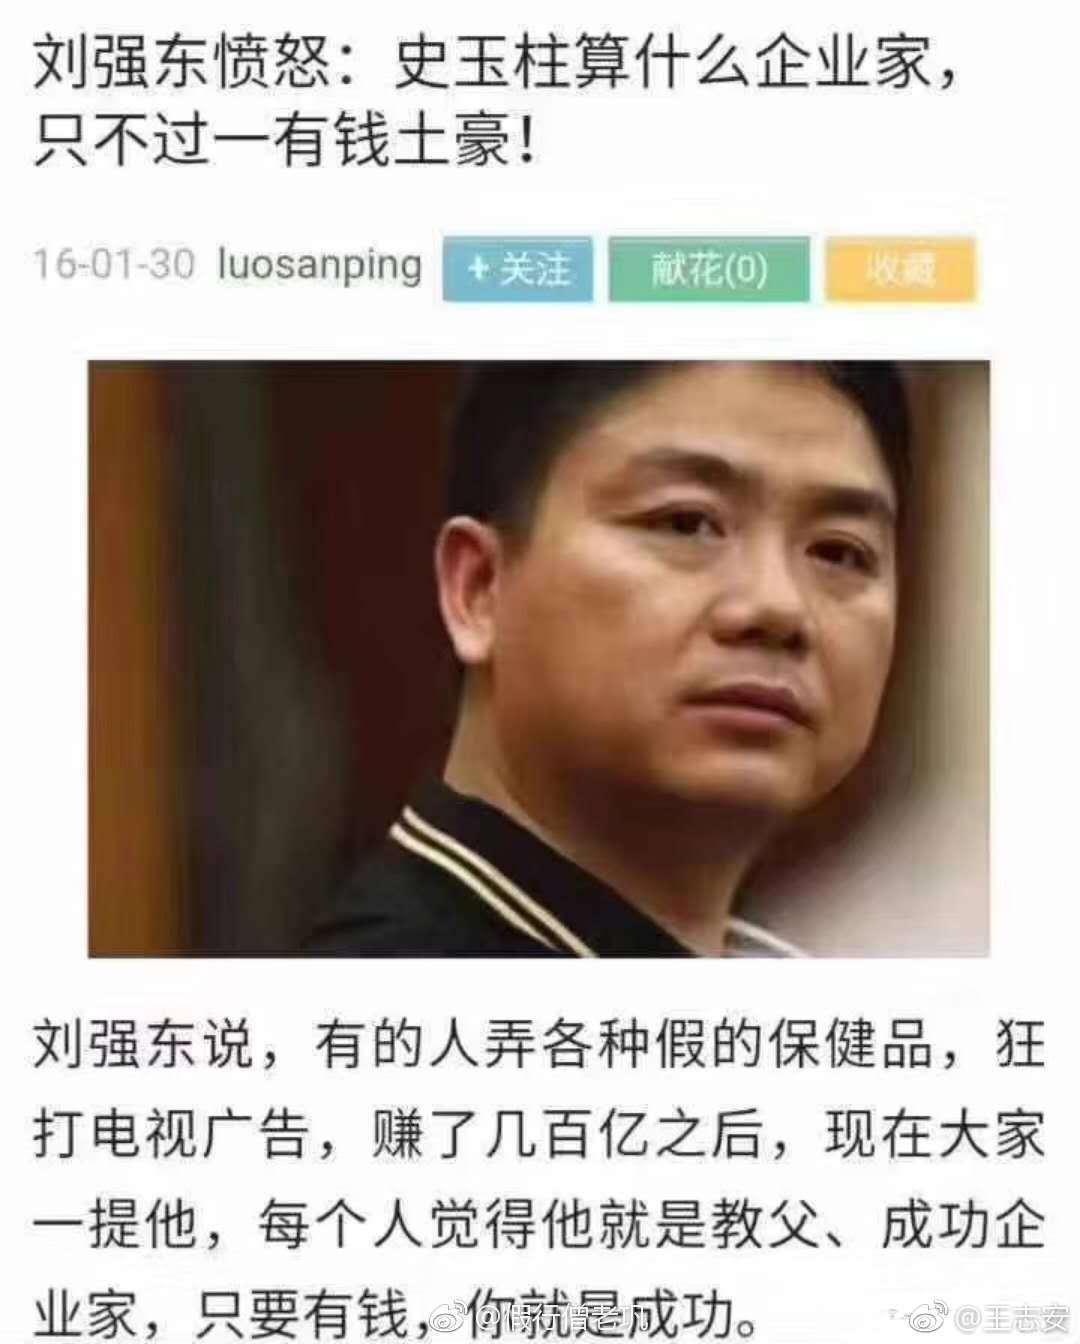 刘强东愤怒：史玉柱算什么企业家，
只不过一有钱土豪！
16-01-30 luosanping +关注 献花(0) 收藏
刘强东说，有的人弄各种假的保健品，狂
打电视广告，赚了几百亿之后，现在大家
一提他，每个人觉得他就是教父、成功企
业家，只要有钱，你就是成功。
@假行僧老巩 @王志安